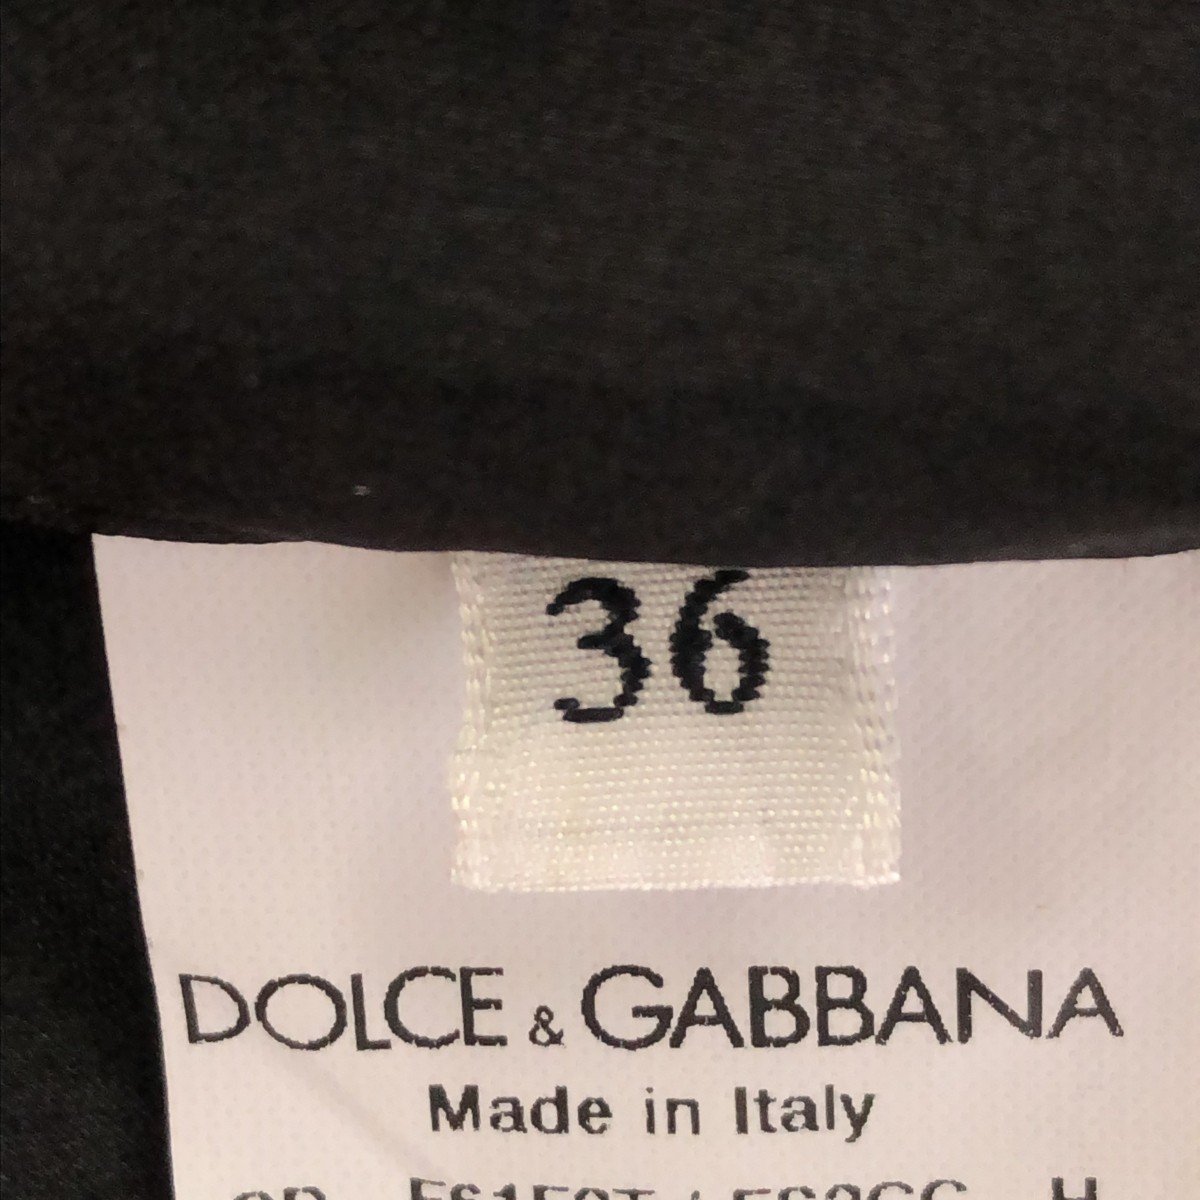 36
DOLCE & GABBANA
Made in Italy